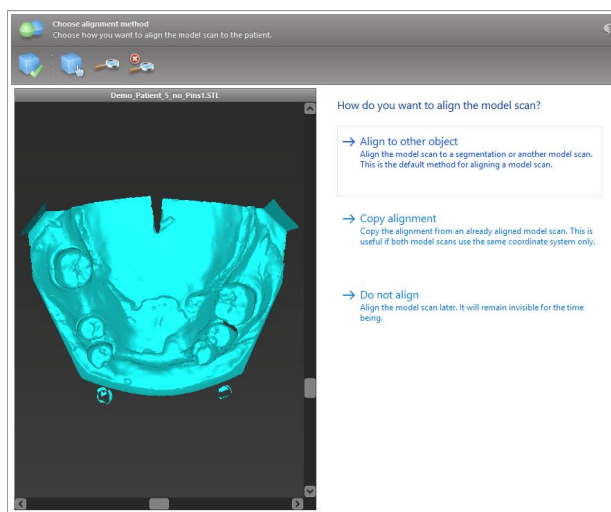 Choose alignment method
Choose how you want to align the model scan to the patient.
Demo_Patient_5_no_Pins1.STL
How do you want to align the model scan?
Align to other object
Align the model scan to a segmentation or another model scan.
This is the default method for aligning a model scan.
Copy alignment
Copy the alignment from an already aligned model scan. This is
useful if both model scans use the same coordinate system only.
Do not align
Align the model scan later. It will remain invisible for the time
being.